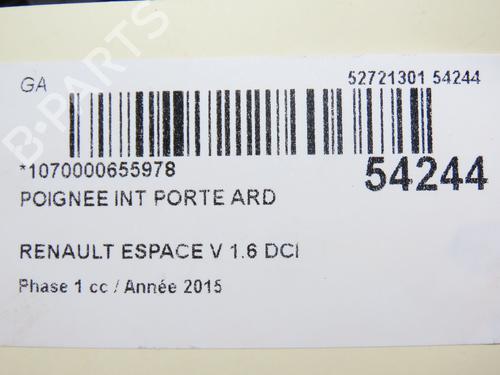 GA
52721301 54244
*1070000655978
54244
POIGNEE INT PORTE ARD
RENAULT ESPACE V 1.6 DCI
Phase 1 cc / Année 2015
B-PARTS